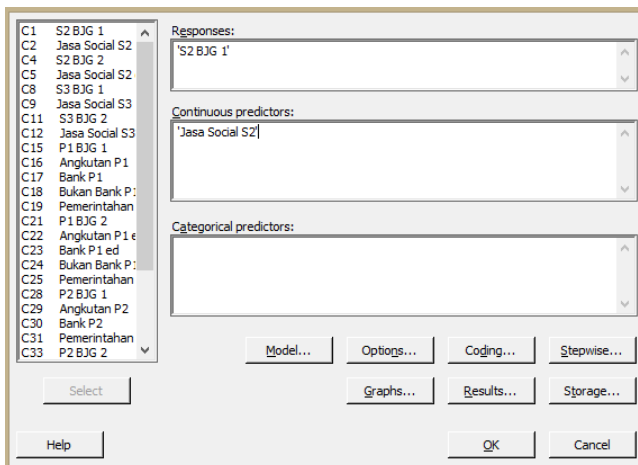 C1 S2 BJG 1
C2 Jasa Social S2
C4 S2 BJG 2
C5 Jasa Social S2
C8 S3 BJG 1
C9 Jasa Social S3
C11 S3 BJG 2
C12 Jasa Social S3
C15 P1 BJG 1
C16 Angkutan P1
C17 Bank P1
C18 Bukan Bank P1
C19 Pemerintahan
C21 P1 BJG 2
C22 Angkutan P1 e
C23 Bank P1 ed
C24 Bukan Bank P1
C25 Pemerintahan
C28 P2 BJG 1
C29 Angkutan P2
C30 Bank P2
C31 Pemerintahan
C33 P2 BJG 2
Select
Help
Responses:
'S2 BJG 1'
Continuous predictors:
'Jasa Social S2'
Categorical predictors:
Model... Options... Coding... Stepwise...
Graphs... Results... Storage...
OK Cancel